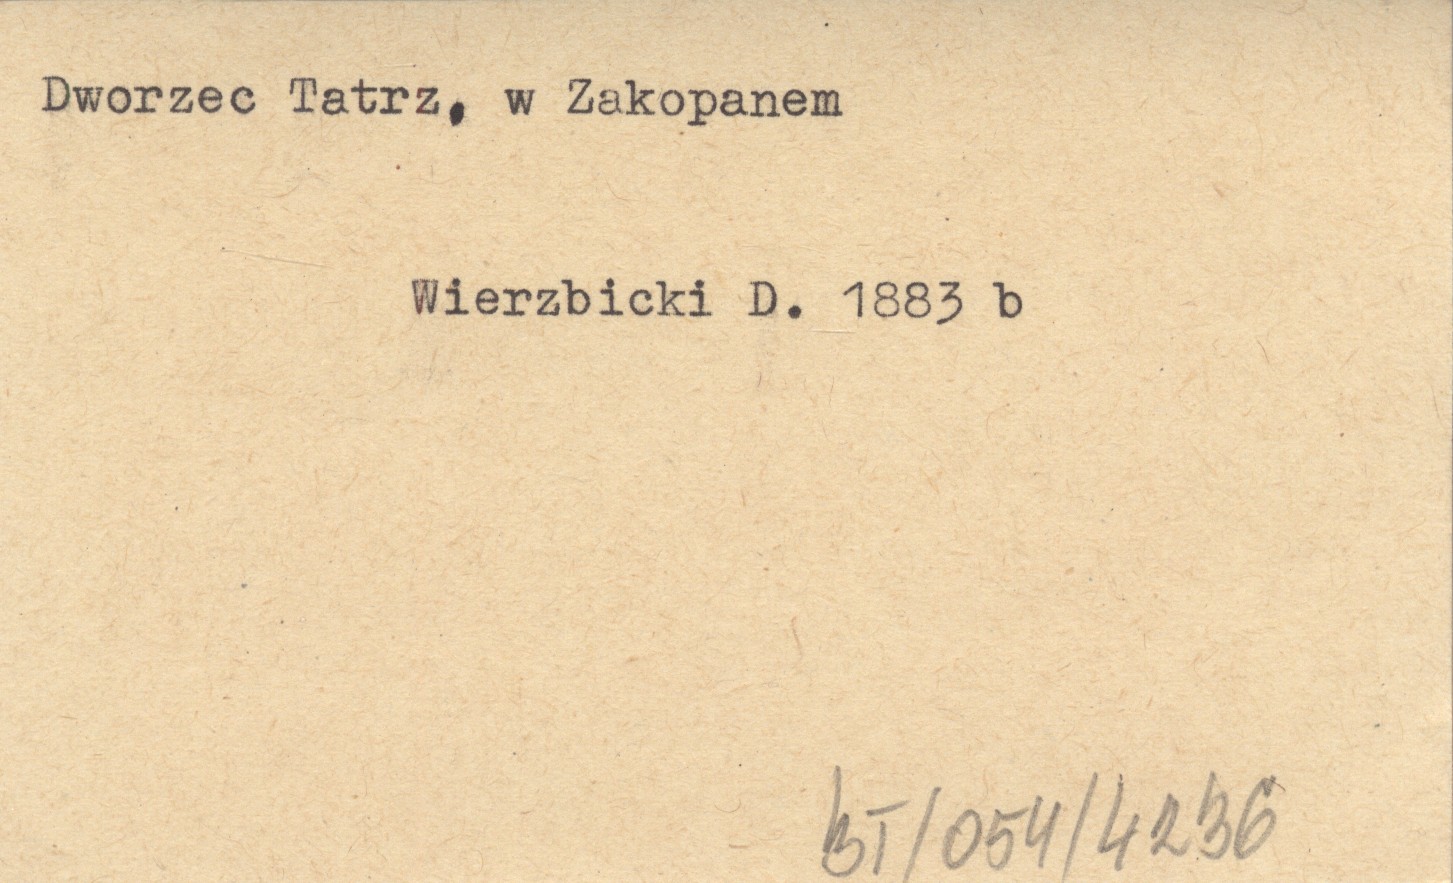 Dworzec Tatrz. w Zakopanem
Wierzbicki D. 1883 b
BT/054/4236